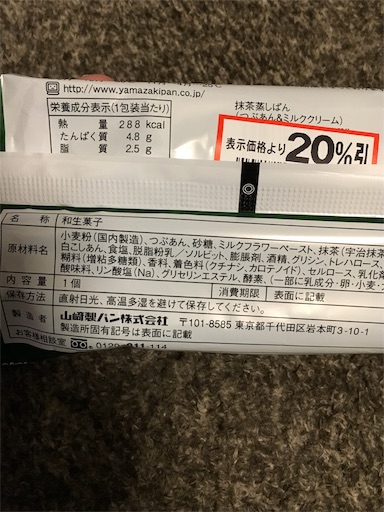 http://www.yamazakipan.co.jp/
栄養成分表示(1包装当たり)
熱量 288 kcal
たんぱく質 4.8 g
脂質 2.5 g
抹茶蒸しぱん
(つぶあん&ミルククリーム)
表示価格より20%引
名称 和生菓子
原材料名 小麦粉(国内製造)、つぶあん、砂糖、ミルクフラワーペースト、抹茶(宇治抹茶
白こしあん、食塩、脱脂粉乳/ソルビット、膨脹剤、酒精、グリシン、トレハロース、
糊料(増粘多糖類)、香料、着色料(クチナシ、カロテノイド)、セルロース、乳化剤
酸味料、リン酸塩(Na)、グリセリンエステル、酵素、(一部に乳成分・卵・小麦・
内容量 1個 消費期限 表面に記載
保存方法 直射日光、高温多湿を避けて保存してください。
製造者 山崎製パン株式会社 〒101-8585 東京都千代田区岩本町3-10-1
製造所固有記号は表面に記載
お客様相談室 0120-811-114